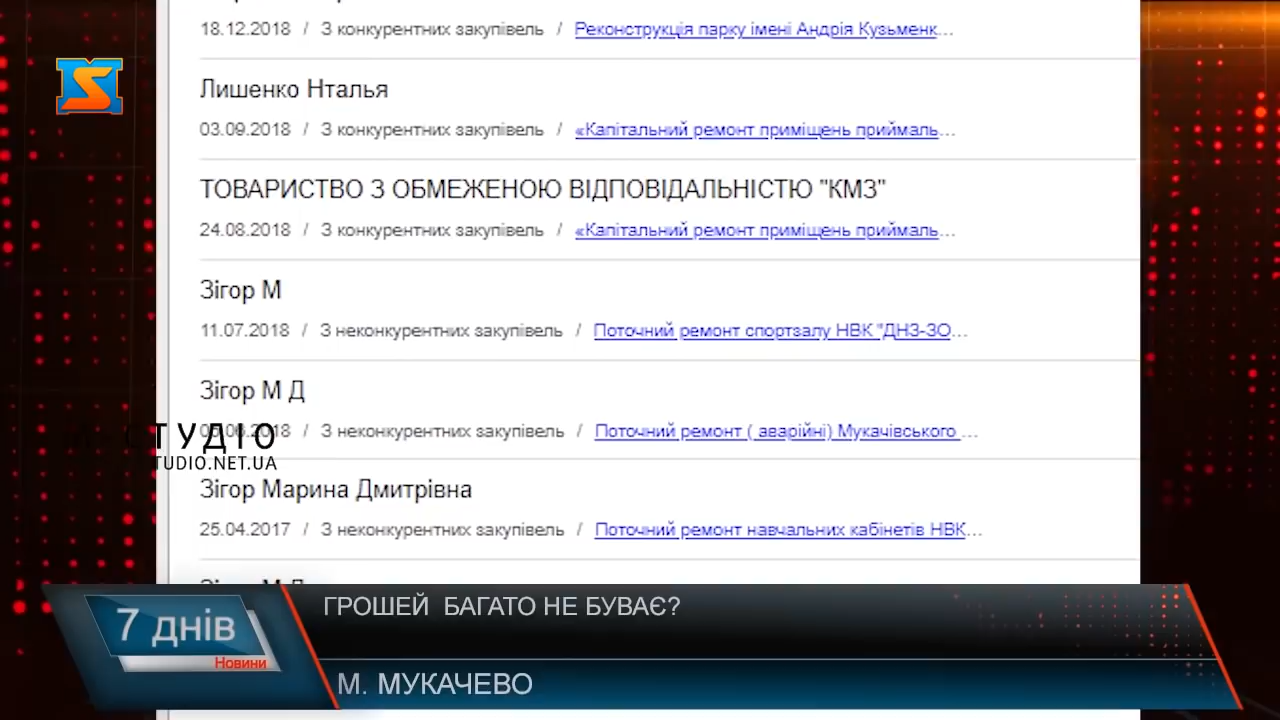 18.12.2018 / З конкурентних закупівель / Реконструкція парку імені Андрія Кузьменк...
Лишенко Нталья
03.09.2018 / З конкурентних закупівель / «Капітальний ремонт приміщень приймаль...
ТОВАРИСТВО З ОБМЕЖЕНОЮ ВІДПОВІДАЛЬНІСТЮ "КМЗ"
24.08.2018 / З конкурентних закупівель / «Капітальний ремонт приміщень приймаль...
Зігор М
11.07.2018 / З неконкурентних закупівель / Поточний ремонт спортзалу НВК "ДНЗ-ЗО...
Зігор М Д
З неконкурентних закупівель / Поточний ремонт ( аварійні) Мукачівського ...
ТУДІО
TUDIO.NET.UA
Зігор Марина Дмитрівна
25.04.2017 / З неконкурентних закупівель / Поточний ремонт навчальних кабінетів НВК...
7 днів
Новини
ГРОШЕЙ БАГАТО НЕ БУВАЄ?
М. МУКАЧЕВО